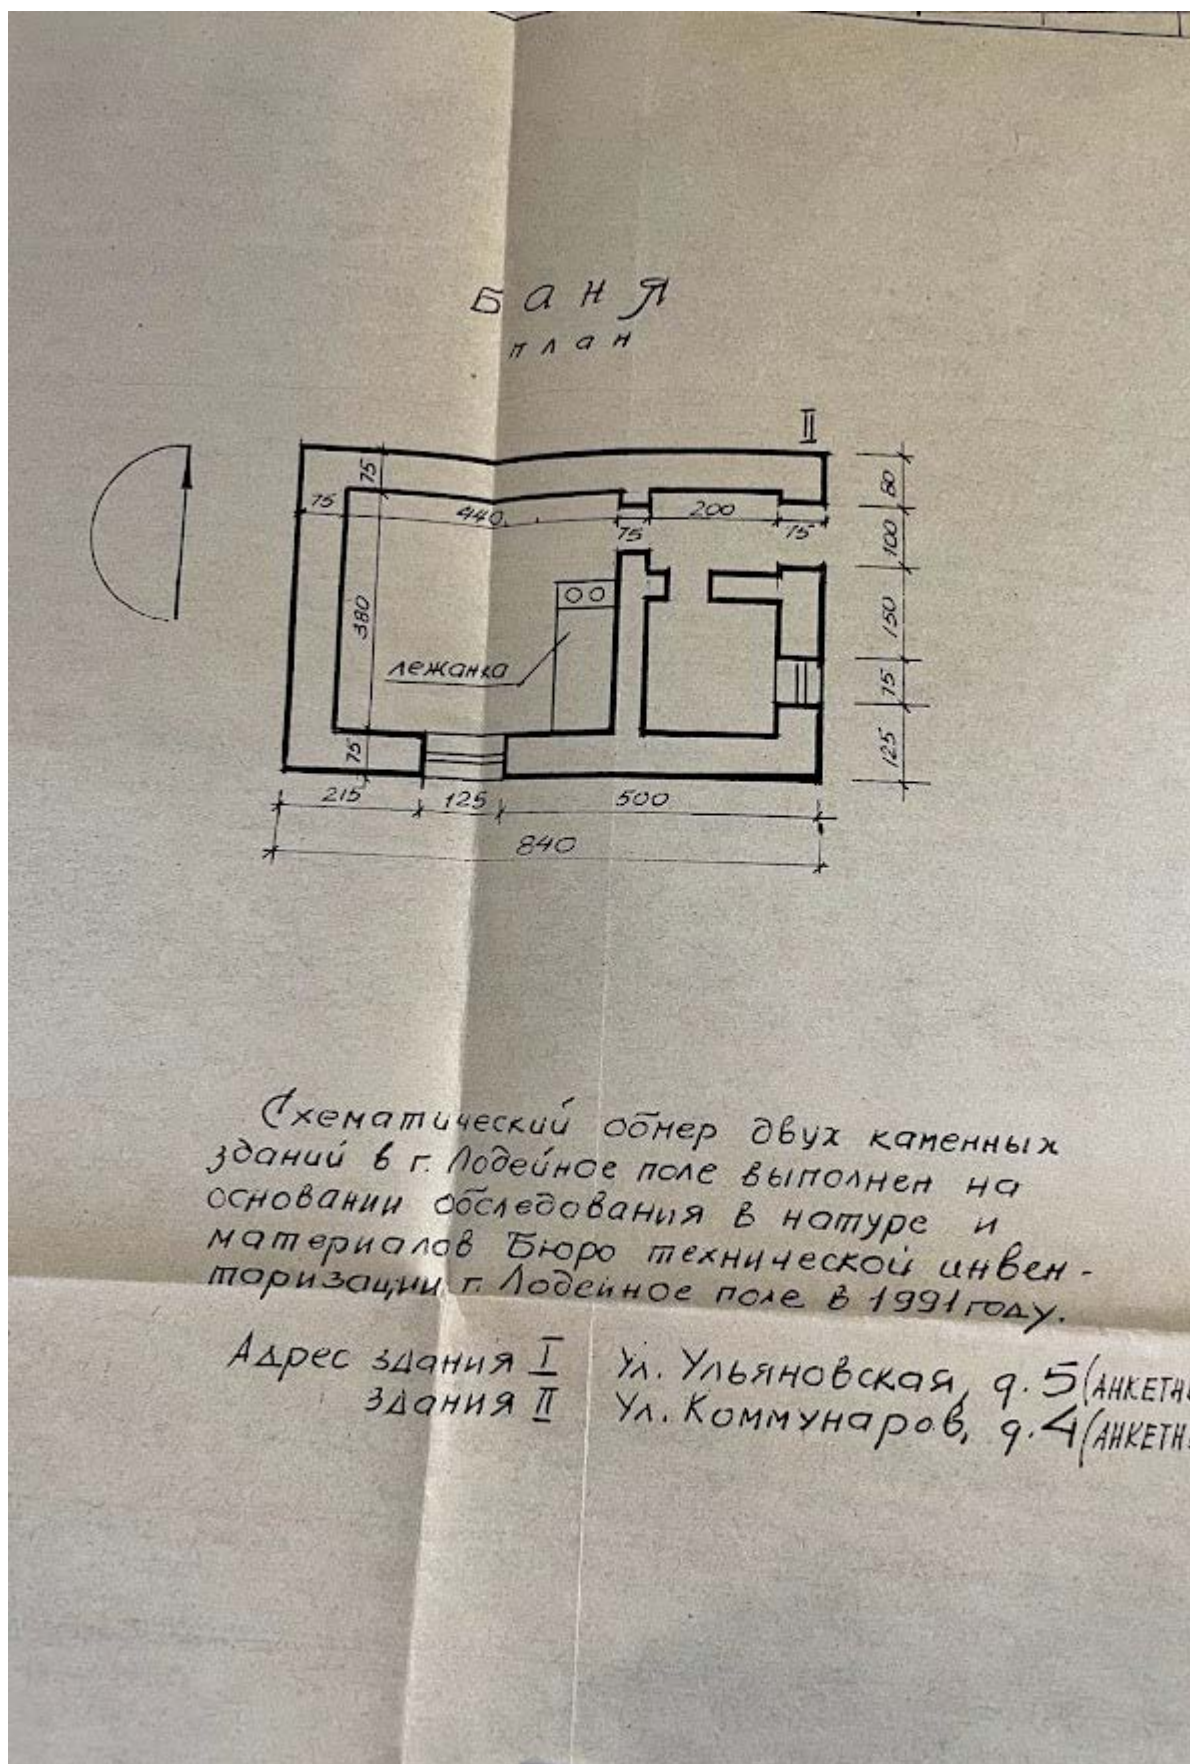 Баня
план
II
75
75
440
75
200
75
80
100
150
75
125
380
лежанка
75
215
125
500
840
Схематический обмер двух каменных
зданий в г. Лодейное поле выполнен на
основании обследования в натуре и
материалов Бюро технической инвен-
таризации г. Лодейное поле в 1991 году.
Адрес здания I Ул. Ульяновская, д. 5 (АНКЕТН
здания II Ул. Коммунаров, д. 4 (АНКЕТН